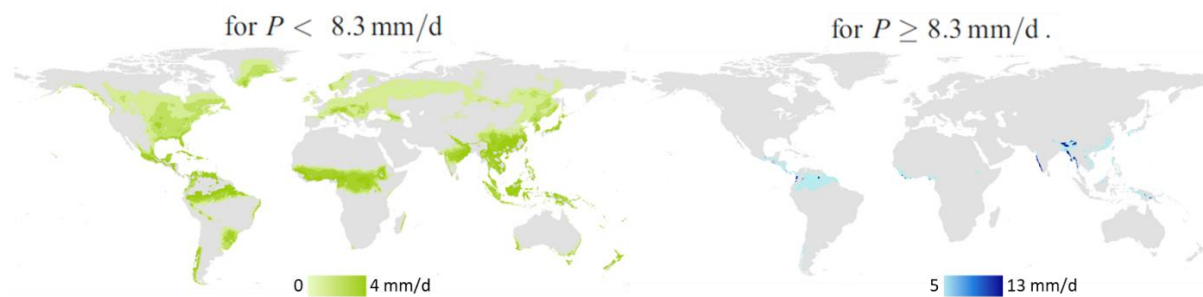 for P < 8.3 mm/d
for P ≥ 8.3 mm/d .
0 4 mm/d
5 13 mm/d